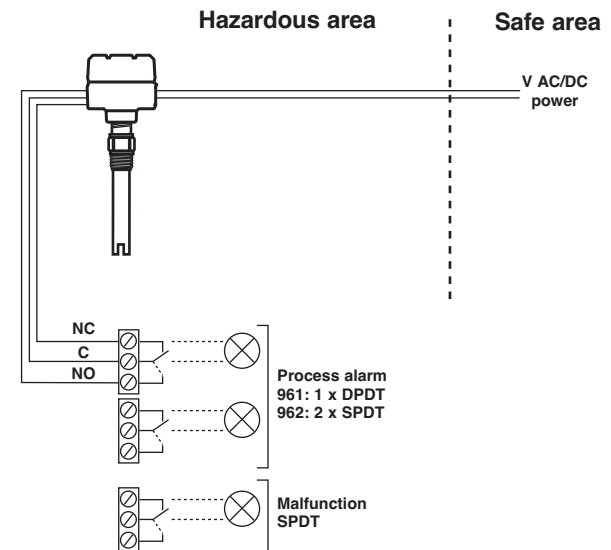 Hazardous area
Safe area
V AC/DC
power
NC
C
NO
Process alarm
961: 1 x DPDT
962: 2 x SPDT
Malfunction
SPDT